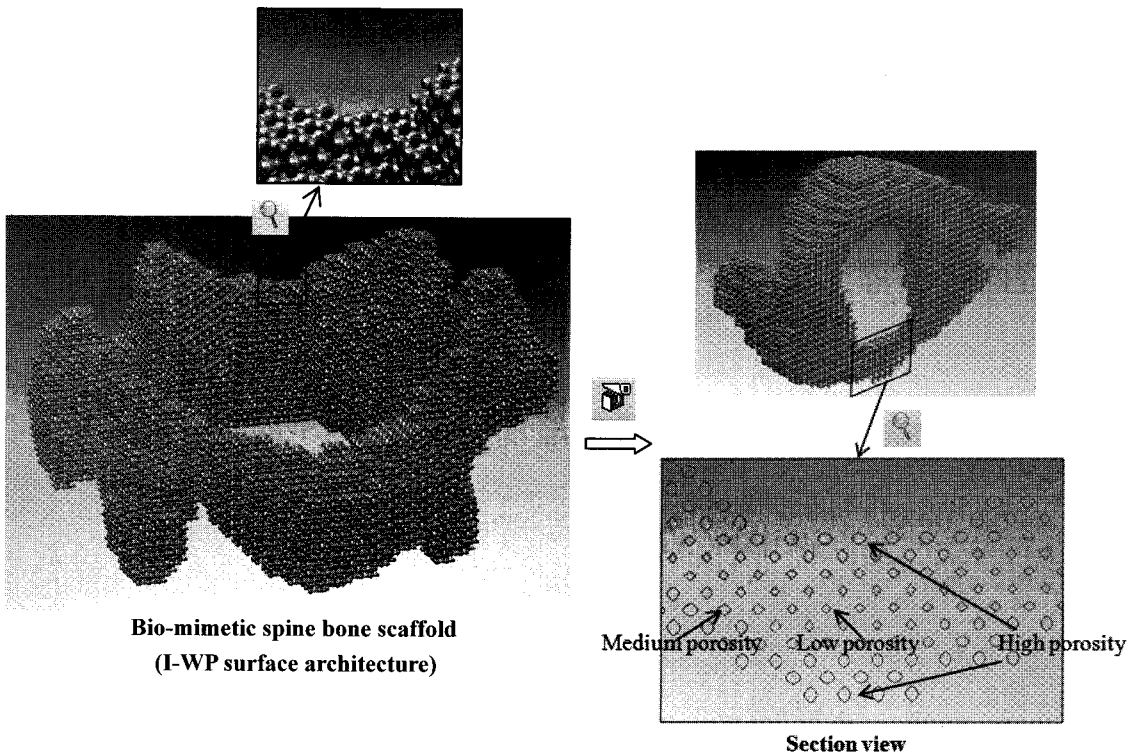 Bio-mimetic spine bone scaffold
(I-WP surface architecture)
Medium porosity
Low porosity
High porosity
Section view